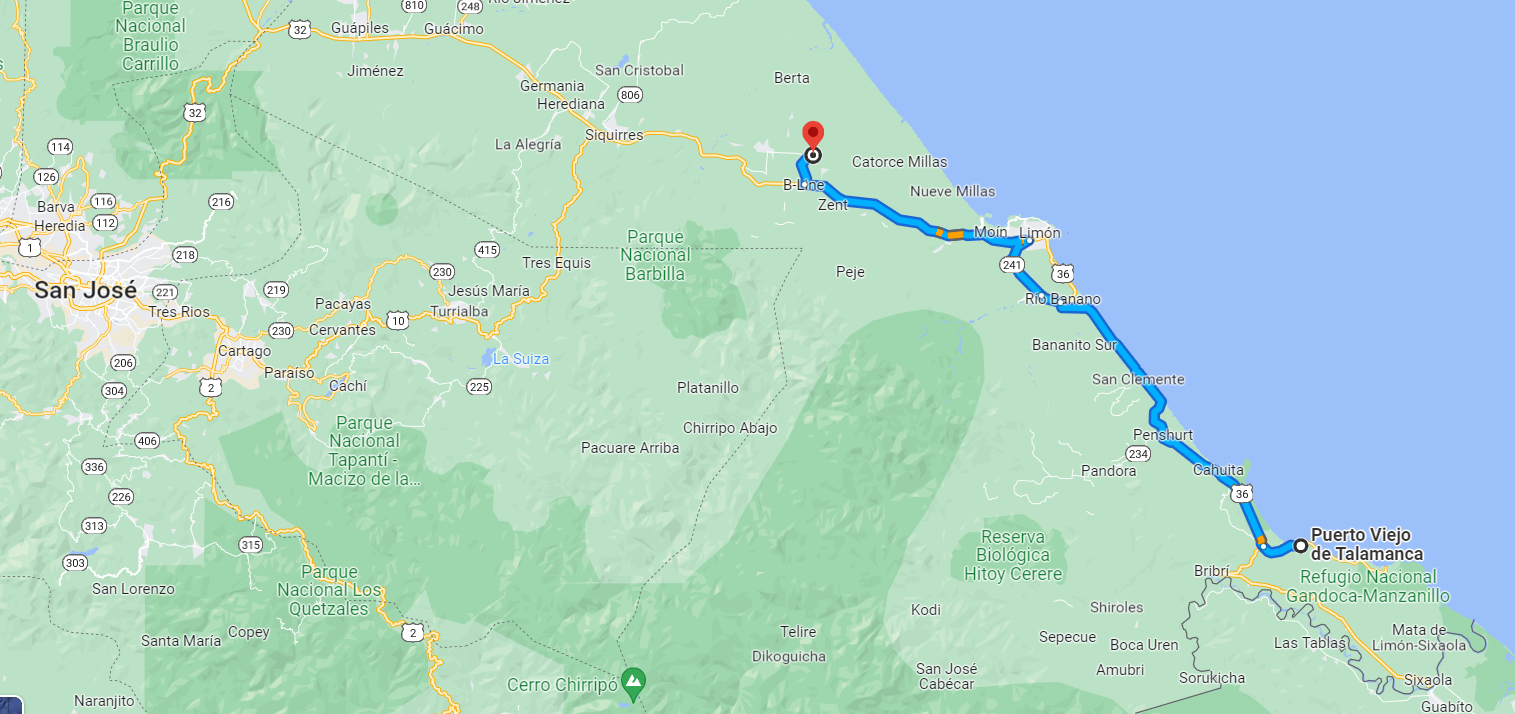 Parque
Nacional
Braulio
Carrillo
810
248
Río Jiménez
32
Guápiles
Guácimo
Jiménez
San Cristobal
Berta
Germania
806
Herediana
32
Siquirres
La Alegría
114
Catorce Millas
126
B-Line
Nueve Millas
116
216
Zent
Barva
Heredia
112
Moín
Limón
1
218
415
Parque
Nacional
Barbilla
Tres Equis
241
36
230
Peje
San José
221
219
Jesús María
Río Banano
Tres Ríos
Pacayas
Turrialba
230
Cervantes
10
Bananito Sur
Cartago
La Suiza
206
Paraíso
San Clemente
304
2
Cachí
225
Platanillo
Parque
Nacional
Tapantí -
Macizo de la...
Chirripo Abajo
406
Penshurt
Pacuare Arriba
234
336
Pandora
Cahuita
226
36
313
Reserva
Biológica
Hitoy Cerere
Puerto Viejo
de Talamanca
315
303
Bribrí
Parque
Nacional Los
Quetzales
Refugio Nacional
Gandoca-Manzanillo
San Lorenzo
Kodi
Shiroles
2
Copey
Telire
Santa María
Sepecue
Boca Uren
Las Tablas
Mata de
Limón-Sixaola
Dikoguicha
San José
Cabécar
Amubri
Sorukicha
Sixaola
Cerro Chirripó
Naranjito
Guabito